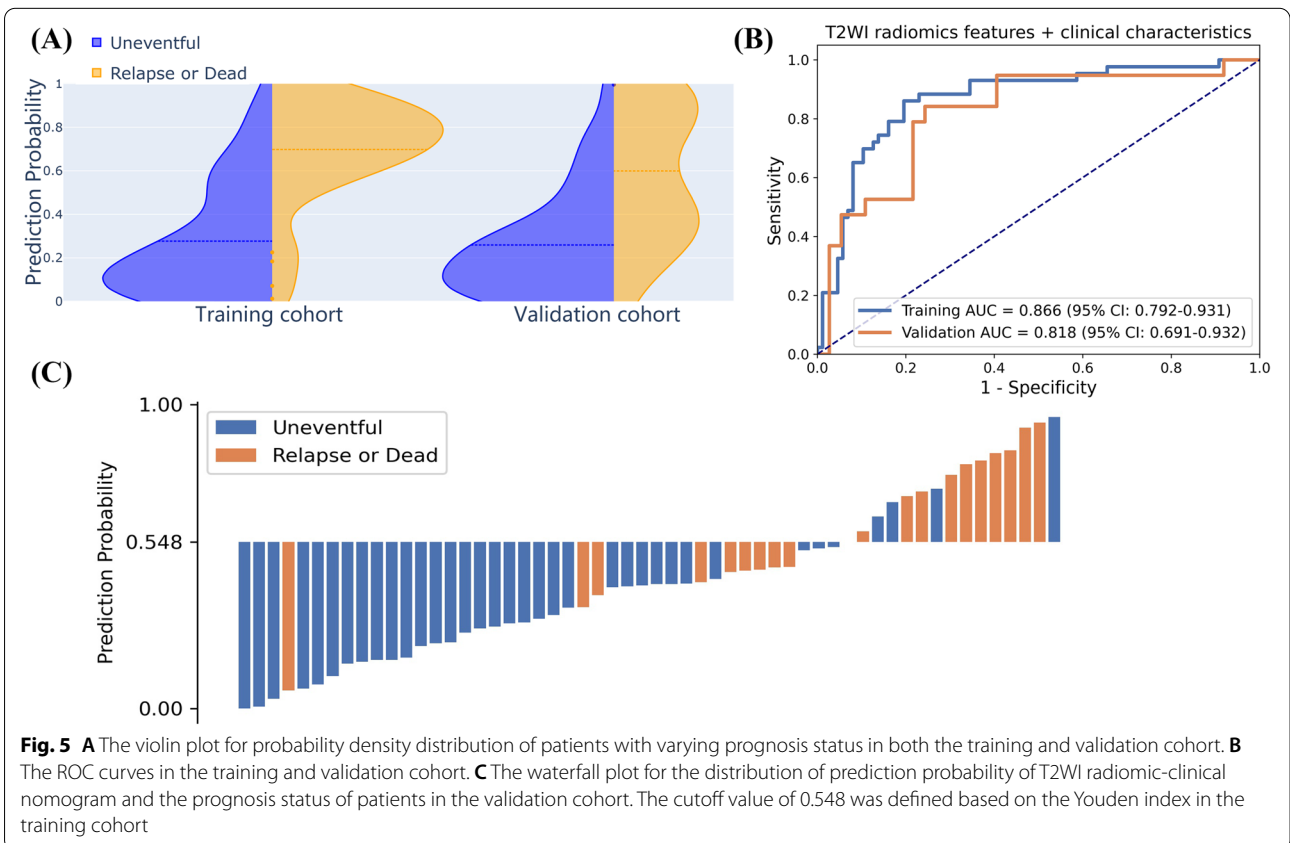 (A)
Uneventful
Relapse or Dead
Prediction Probability
1
0.8
0.6
0.4
0.2
0
Training cohort
Validation cohort
(B)
T2WI radiomics features + clinical characteristics
Sensitivity
1.0
0.8
0.6
0.4
0.2
0.0
Training AUC = 0.866 (95% CI: 0.792-0.931)
Validation AUC = 0.818 (95% CI: 0.691-0.932)
0.0
0.2
0.4
0.6
0.8
1.0
1 - Specificity
(C)
Prediction Probability
1.00
0.548
0.00
Uneventful
Relapse or Dead
Fig. 5 A The violin plot for probability density distribution of patients with varying prognosis status in both the training and validation cohort. B
The ROC curves in the training and validation cohort. C The waterfall plot for the distribution of prediction probability of T2WI radiomic-clinical
nomogram and the prognosis status of patients in the validation cohort. The cutoff value of 0.548 was defined based on the Youden index in the
training cohort